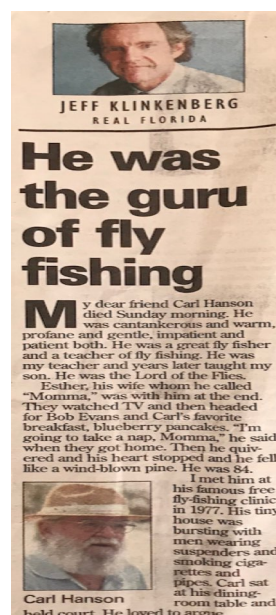 JEFF KLINKENBERG
REAL FLORIDA
He was
the guru
of fly
fishing
My dear friend Carl Hanson
died Sunday morning. He
was cantankerous and warm,
profane and gentle, impatient and
patient both. He was a great fly fisher
and a teacher of fly fishing. He was
my teacher and years later taught my
son. He was the Lord of the Flies.
Esther, his wife whom he called
"Momma," was with him at the end.
They watched TV and then headed
for Bob Evans and Carl's favorite
breakfast, blueberry pancakes. "I'm
going to take a nap, Momma," he said
when they got home. Then he quiv-
ered and his heart stopped and he fell
like a wind-blown pine. He was 84.
I met him at
his famous free
fly-fishing clinic
in 1977. His tiny
house was
bursting with
men wearing
suspenders and
smoking ciga-
rettes and
pipes. Carl sat
at his dining-
room table and
Carl Hanson
held court. He loved to argue